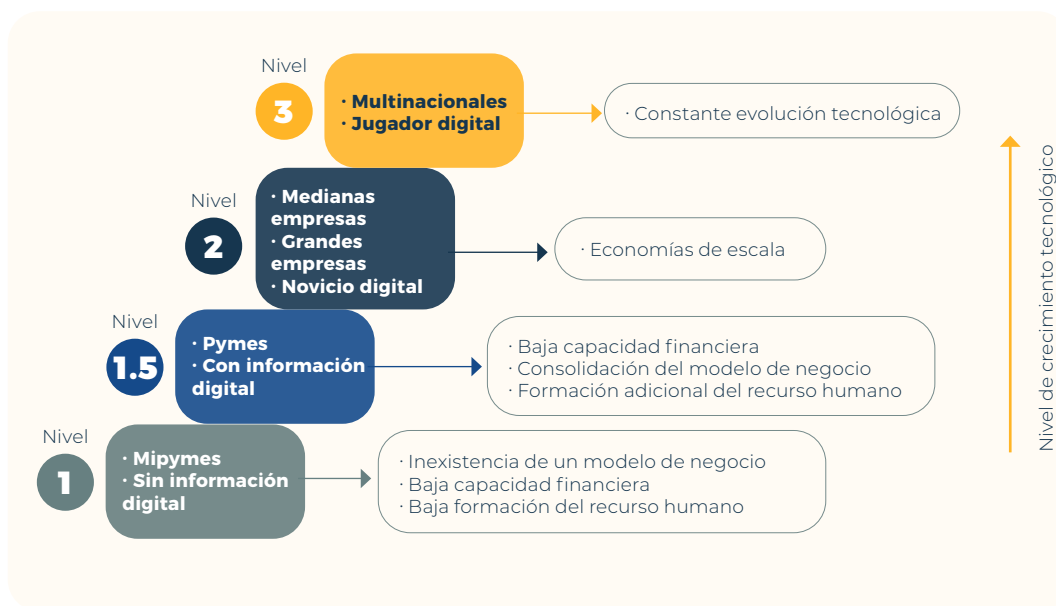 Nivel
3
· Multinacionales
· Jugador digital
· Constante evolución tecnológica
Nivel
2
· Medianas
empresas
· Grandes
empresas
· Novicio digital
· Economías de escala
Nivel
1.5
· Pymes
· Con información
digital
· Baja capacidad financiera
· Consolidación del modelo de negocio
· Formación adicional del recurso humano
Nivel
1
· Mipymes
· Sin información
digital
· Inexistencia de un modelo de negocio
· Baja capacidad financiera
· Baja formación del recurso humano
Nivel de crecimiento tecnológico